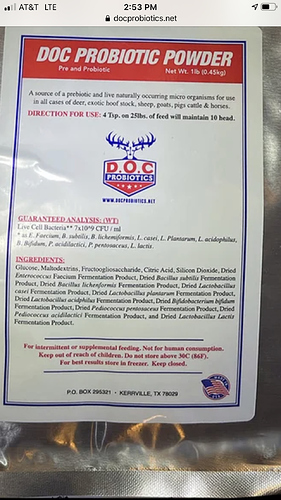 AT&T LTE
2:53 PM
docprobiotics.net
DOC PROBIOTIC POWDER
Pre and Probiotic
Net Wt. 1lb (0.45kg)
A source of a prebiotic and live naturally occurring micro organisms for use
in all cases of deer, exotic hoof stock, sheep, goats, pigs cattle & horses.
DIRECTION FOR USE: 4 Tsp. on 25lbs. of feed will maintain 10 head.
D.O.C
PROBIOTICS
WWW.DOCPROBIOTICS.NET
GUARANTEED ANALYSIS: (WT)
Live Cell Bacteria** 7x10^9 CFU / ml
* as E. Faecium, B. subtilis, B. licheniformis, L. casei, L. Plantarum, L. acidopholus,
B. Bifidum, P. acidilactici, P. pentosaceus, L. lactis.
INGREDIENTS:
Glucose, Maltodextrins, Fructoogliosaccharide, Citric Acid, Silicon Dioxide, Dried
Enterococcus Faecium Fermentation Product, Dried Bacillus subtilis Fermentation
Product, Dried Bacillus licheniformis Fermentation Product, Dried Lactobacillus
casei Fermentation Product, Dried Lactobacillus plantarum Fermentation Product,
Dried Lactobacillus acidphilus Fermentation Product, Dried Bifidobacterium bifidum
Fermentation Product, Dried Pediococcus pentosaceus Fermentation Product, Dried
Pediococcus acidilactici Fermentation Product, and Dried Lactobacillus Lactis
Fermentation Product.
For intermittent or supplemental feeding. Not for human consumption.
Keep out of reach of children. Do not store above 30C (86F).
For best results store in freezer. Keep closed.
P.O. BOX 295321 • KERRVILLE, TX 78029